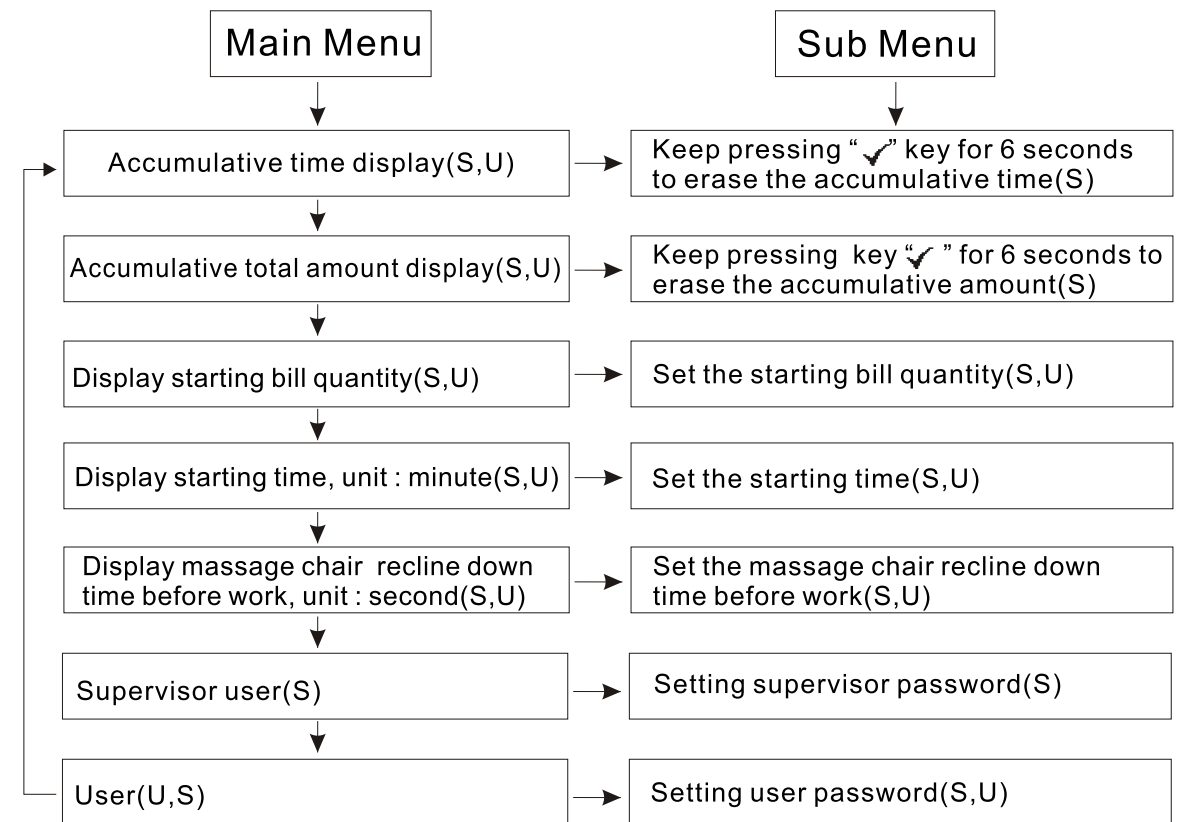 Main Menu
Sub Menu
Accumulative time display(S,U)
Keep pressing “✓” key for 6 seconds
to erase the accumulative time(S)
Accumulative total amount display(S,U)
Keep pressing key “✓ ” for 6 seconds to
erase the accumulative amount(S)
Display starting bill quantity(S,U)
Set the starting bill quantity(S,U)
Display starting time, unit : minute(S,U)
Set the starting time(S,U)
Display massage chair recline down
time before work, unit : second(S,U)
Set the massage chair recline down
time before work(S,U)
Supervisor user(S)
Setting supervisor password(S)
User(U,S)
Setting user password(S,U)